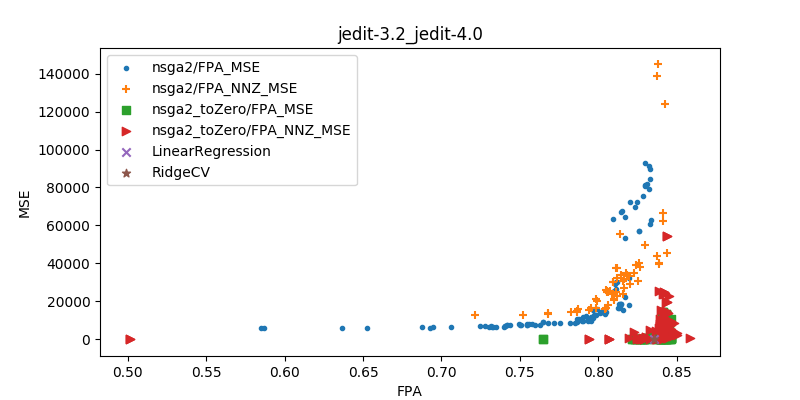 jedit-3.2_jedit-4.0
nsga2/FPA_MSE
nsga2/FPA_NNZ_MSE
nsga2_toZero/FPA_MSE
nsga2_toZero/FPA_NNZ_MSE
LinearRegression
RidgeCV
MSE
140000
120000
100000
80000
60000
40000
20000
0
0.50 0.55 0.60 0.65 0.70 0.75 0.80 0.85
FPA